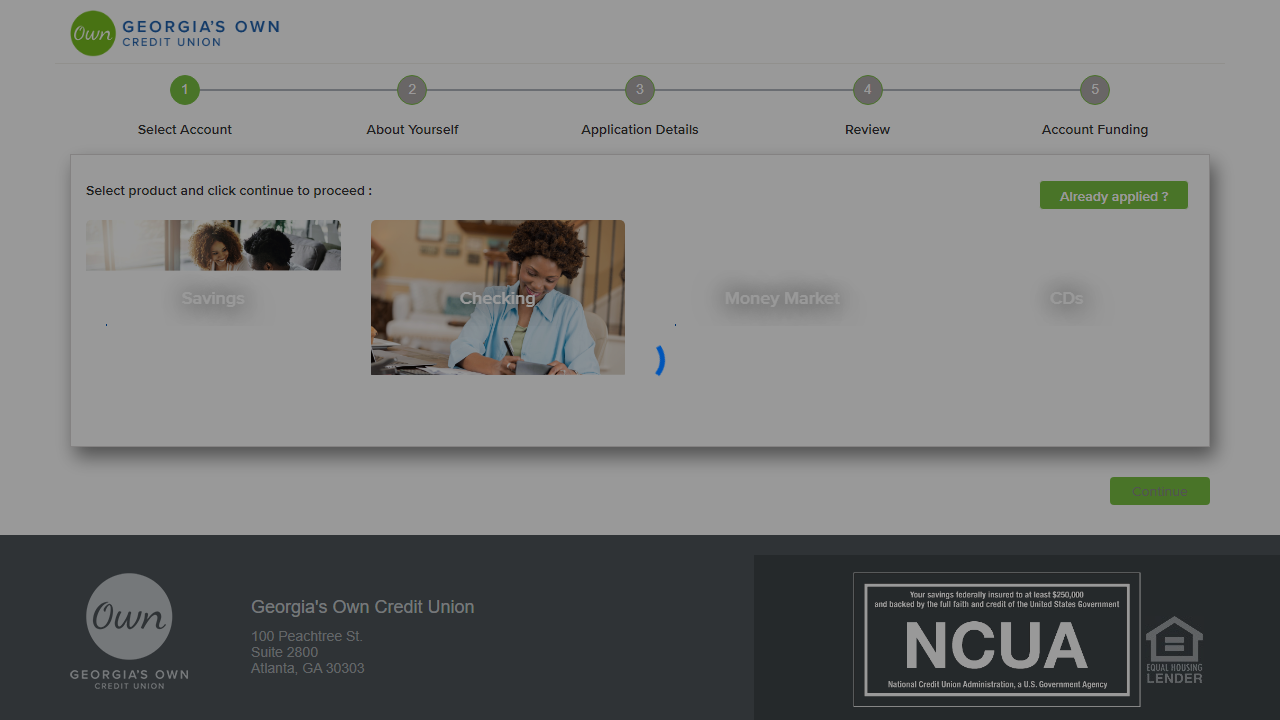 Own
GEORGIA'S OWN
CREDIT UNION
1
2
3
4
5
Select Account
About Yourself
Application Details
Review
Account Funding
Select product and click continue to proceed :
Already applied ?
Savings
Checking
Money Market
CDs
.
.
Continue
Own
GEORGIA'S OWN
CREDIT UNION
Georgia's Own Credit Union
100 Peachtree St.
Suite 2800
Atlanta, GA 30303
Your savings federally insured to at least $250,000
and backed by the full faith and credit of the United States Government
NCUA
National Credit Union Administration, a U.S. Government Agency
EQUAL HOUSING
LENDER